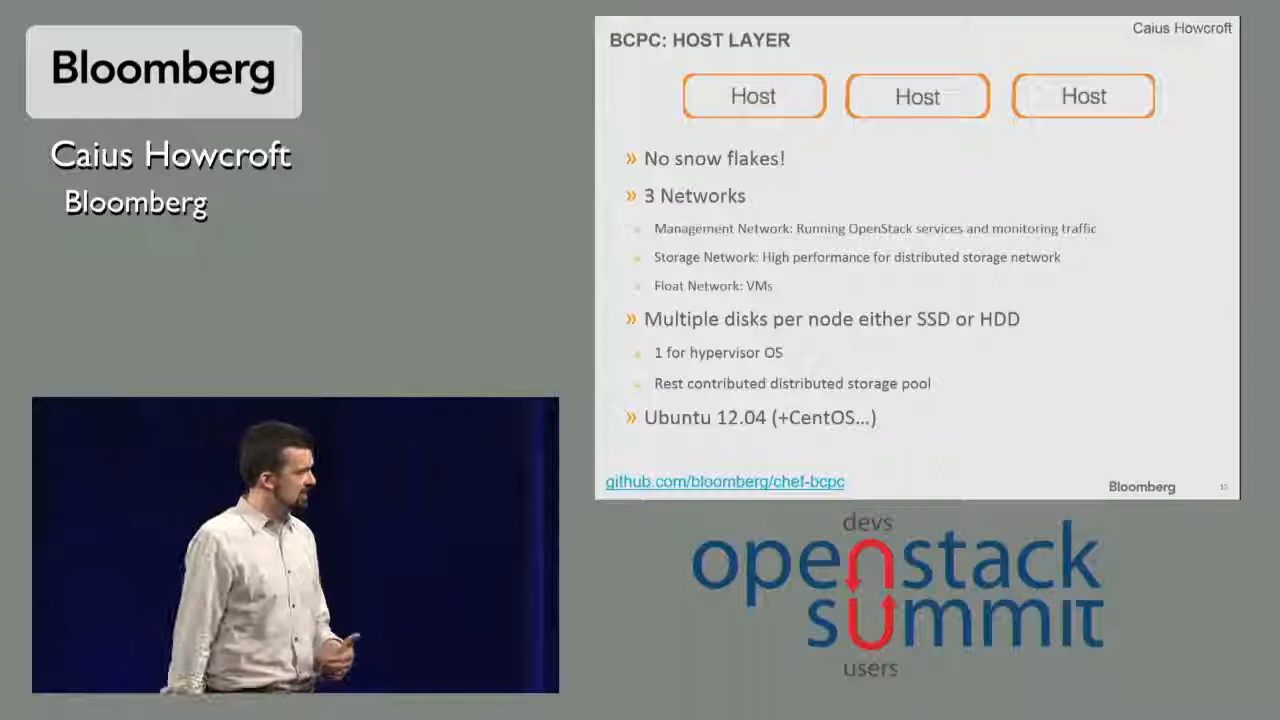 Bloomberg
Caius Howcroft
Bloomberg
Caius Howcroft
BCPC: HOST LAYER
Host Host Host
» No snow flakes!
» 3 Networks
Management Network: Running OpenStack services and monitoring traffic
Storage Network: High performance for distributed storage network
Float Network: VMs
» Multiple disks per node either SSD or HDD
1 for hypervisor OS
Rest contributed distributed storage pool
» Ubuntu 12.04 (+CentOS...)
github.com/bloomberg/chef-bcpc
Bloomberg
devs
openstack
summit
users